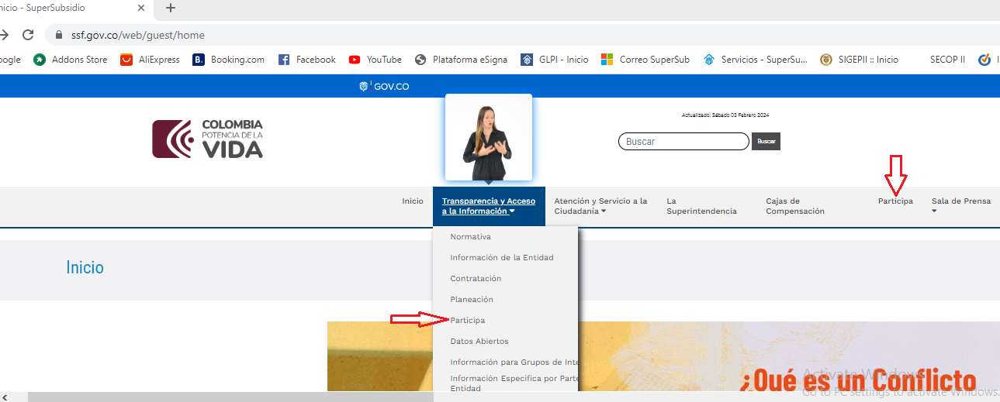 nicio - SuperSubsidio
ssf.gov.co/web/guest/home
ogle Addons Store AliExpress B. Booking.com Facebook YouTube Plataforma eSigna GLPI - Inicio Correo SuperSub Servicios - SuperSu... SIGEPII :: Inicio SECOP II
GOV.CO
Actualizado: Sábado 03 Febrero 2024
COLOMBIA
POTENCIA DE LA
VIDA
Buscar Buscar
Inicio
Transparencia y Acceso
a la Información
Atención y Servicio a la
Ciudadanía
La
Superintendencia
Cajas de
Compensación
Participa
Sala de Prensa
Normativa
Información de la Entidad
Contratación
Planeación
Participa
Datos Abiertos
Información para Grupos de Inte
Información Especifica por Parte
Entidad
Inicio
¿Qué es un Conflicto
Activate Windows
Go to PC settings to activate Windows.